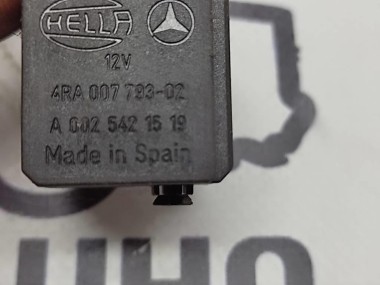 HELLA
12V
4RA 007 793-02
A 002 542 15 19
Made in Spain